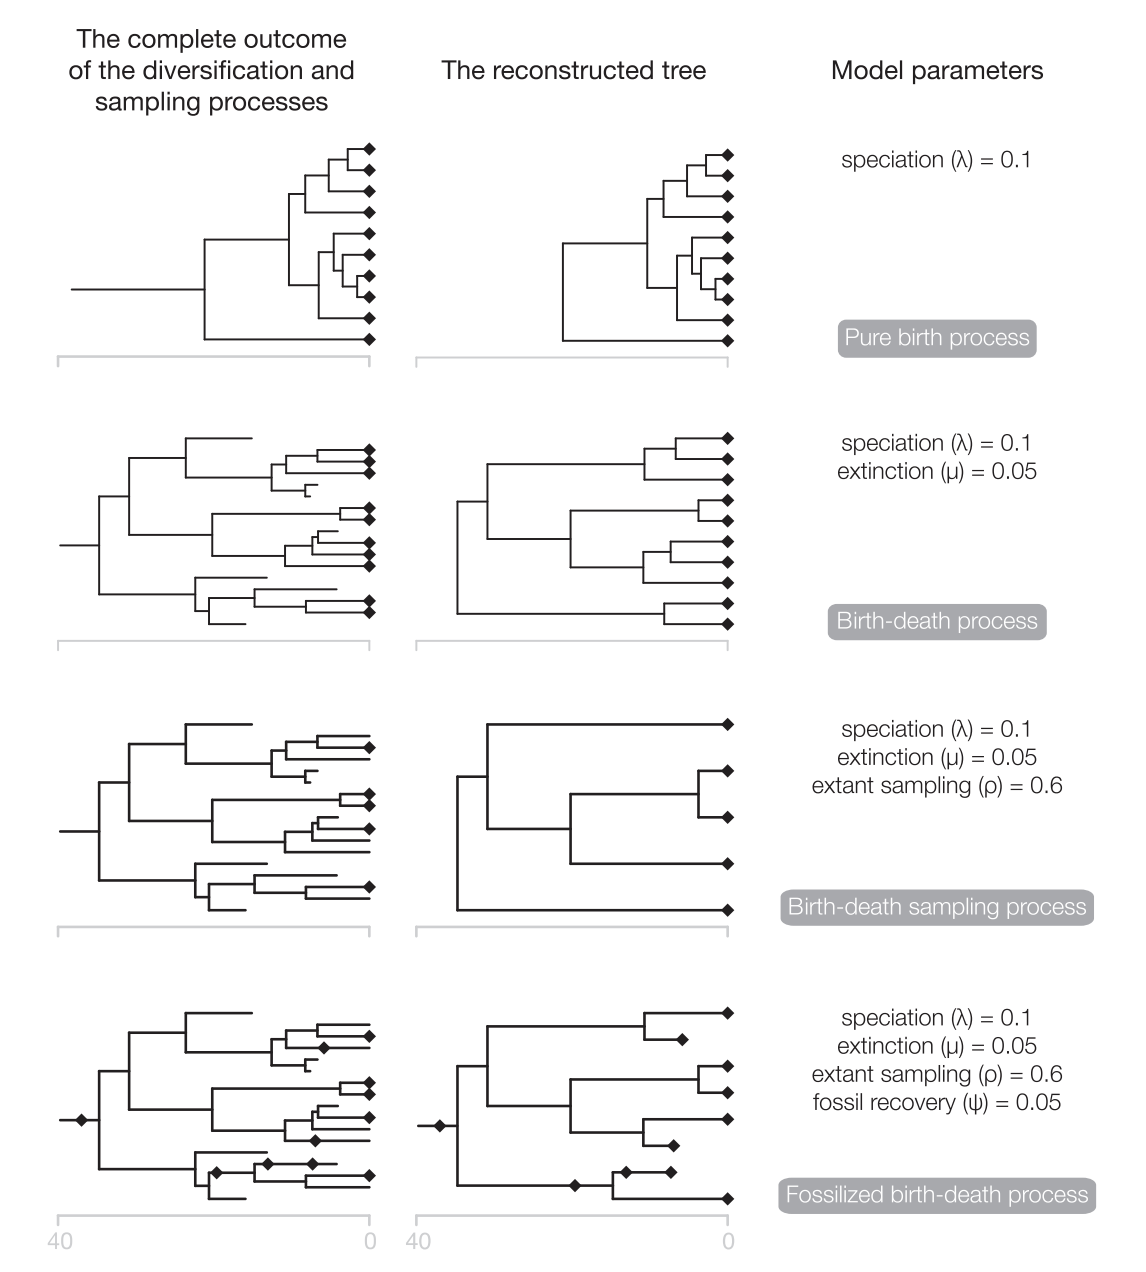 The complete outcome
of the diversification and
sampling processes
The reconstructed tree
Model parameters
speciation (λ) = 0.1
Pure birth process
speciation (λ) = 0.1
extinction (μ) = 0.05
Birth-death process
speciation (λ) = 0.1
extinction (μ) = 0.05
extant sampling (ρ) = 0.6
Birth-death sampling process
speciation (λ) = 0.1
extinction (μ) = 0.05
extant sampling (ρ) = 0.6
fossil recovery (ψ) = 0.05
Fossilized birth-death process
40 0 40 0